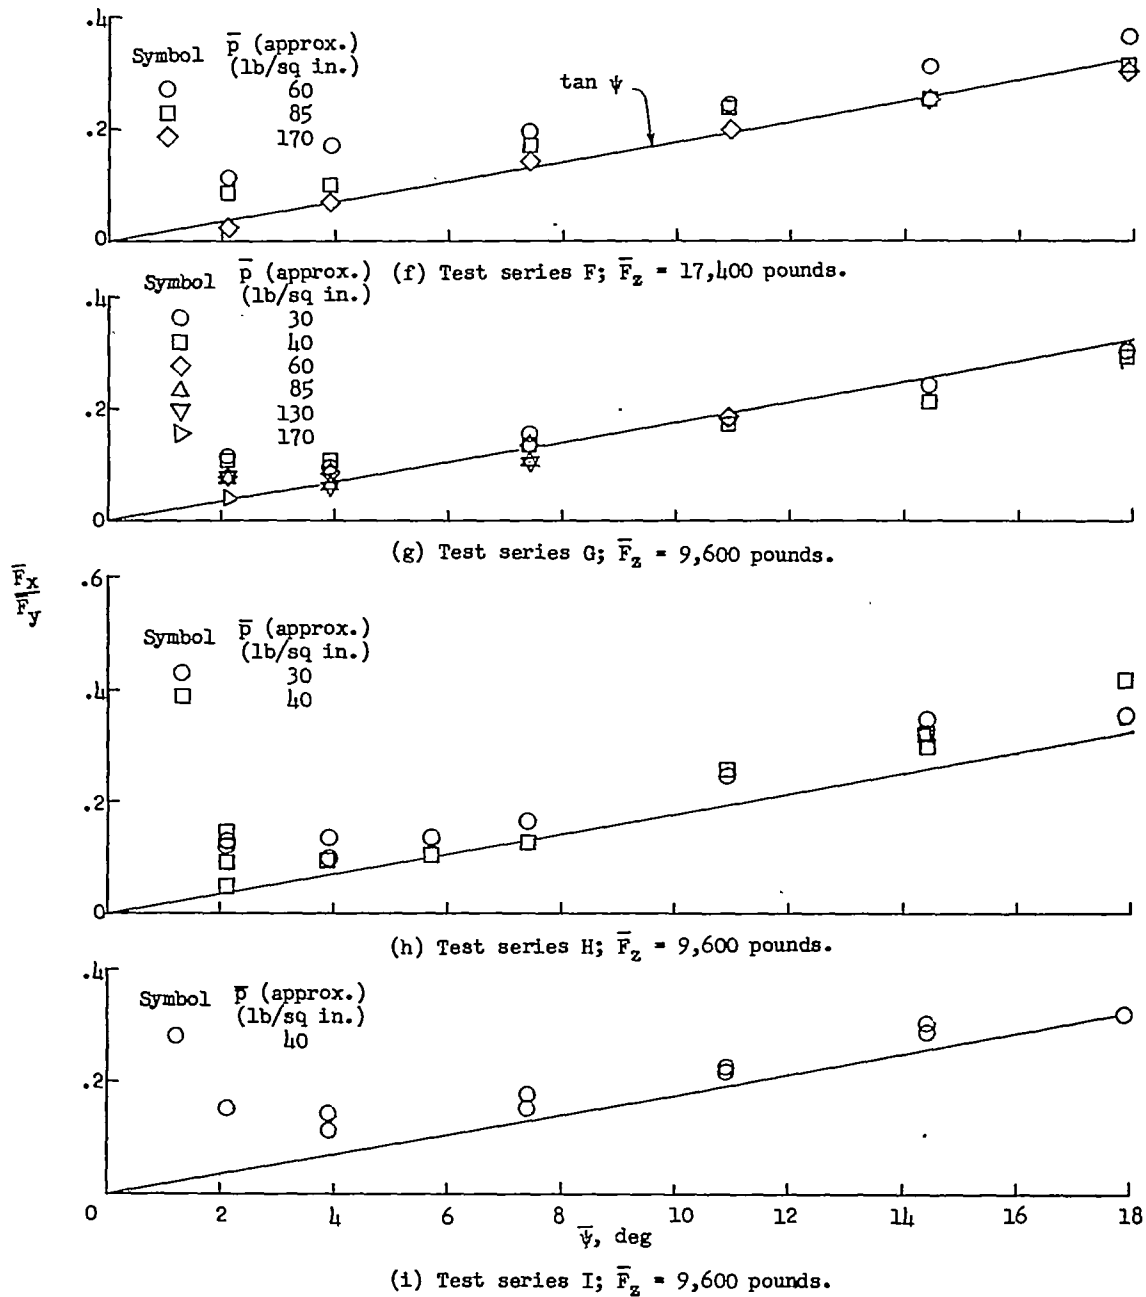 .4
Symbol p̅ (approx.)
(lb/sq in.)
60
85
170
tan ψ
.2
0
(f) Test series F; F̅z = 17,400 pounds.
.4
Symbol p̅ (approx.)
(lb/sq in.)
30
40
60
85
130
170
.2
0
(g) Test series G; F̅z = 9,600 pounds.
F̅x
F̅y
.6
Symbol p̅ (approx.)
(lb/sq in.)
30
40
.4
.2
0
(h) Test series H; F̅z = 9,600 pounds.
.4
Symbol p̅ (approx.)
(lb/sq in.)
40
.2
0 2 4 6 8 10 12 14 16 18
ψ̅, deg
(i) Test series I; F̅z = 9,600 pounds.